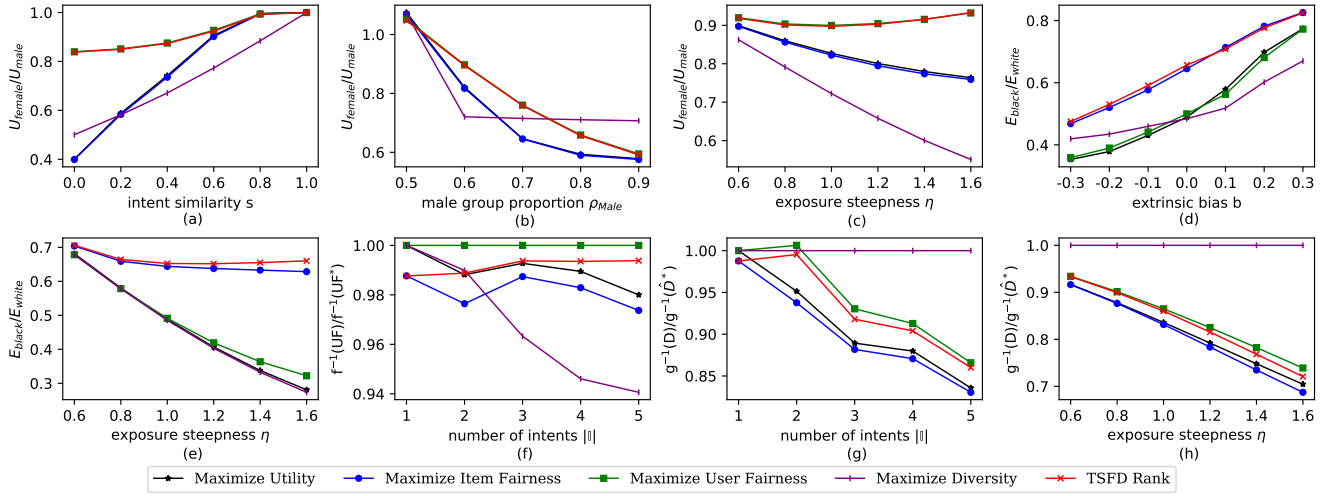 U_female/U_male
1.0
0.8
0.6
0.4
0.0 0.2 0.4 0.6 0.8 1.0
intent similarity s
(a)
U_female/U_male
1.0
0.8
0.6
0.5 0.6 0.7 0.8 0.9
male group proportion ρ_Male
(b)
U_female/U_male
0.9
0.8
0.7
0.6
0.6 0.8 1.0 1.2 1.4 1.6
exposure steepness η
(c)
E_black/E_white
0.8
0.6
0.4
-0.3 -0.2 -0.1 0.0 0.1 0.2 0.3
extrinsic bias b
(d)
E_black/E_white
0.7
0.6
0.5
0.4
0.3
0.6 0.8 1.0 1.2 1.4 1.6
exposure steepness η
(e)
f⁻¹(UF)/f⁻¹(UF*)
1.00
0.98
0.96
0.94
1 2 3 4 5
number of intents |▯|
(f)
g⁻¹(D)/g⁻¹(D̂*)
1.00
0.95
0.90
0.85
1 2 3 4 5
number of intents |▯|
(g)
g⁻¹(D)/g⁻¹(D̂*)
1.0
0.9
0.8
0.7
0.6 0.8 1.0 1.2 1.4 1.6
exposure steepness η
(h)
Maximize Utility Maximize Item Fairness Maximize User Fairness Maximize Diversity TSFD Rank